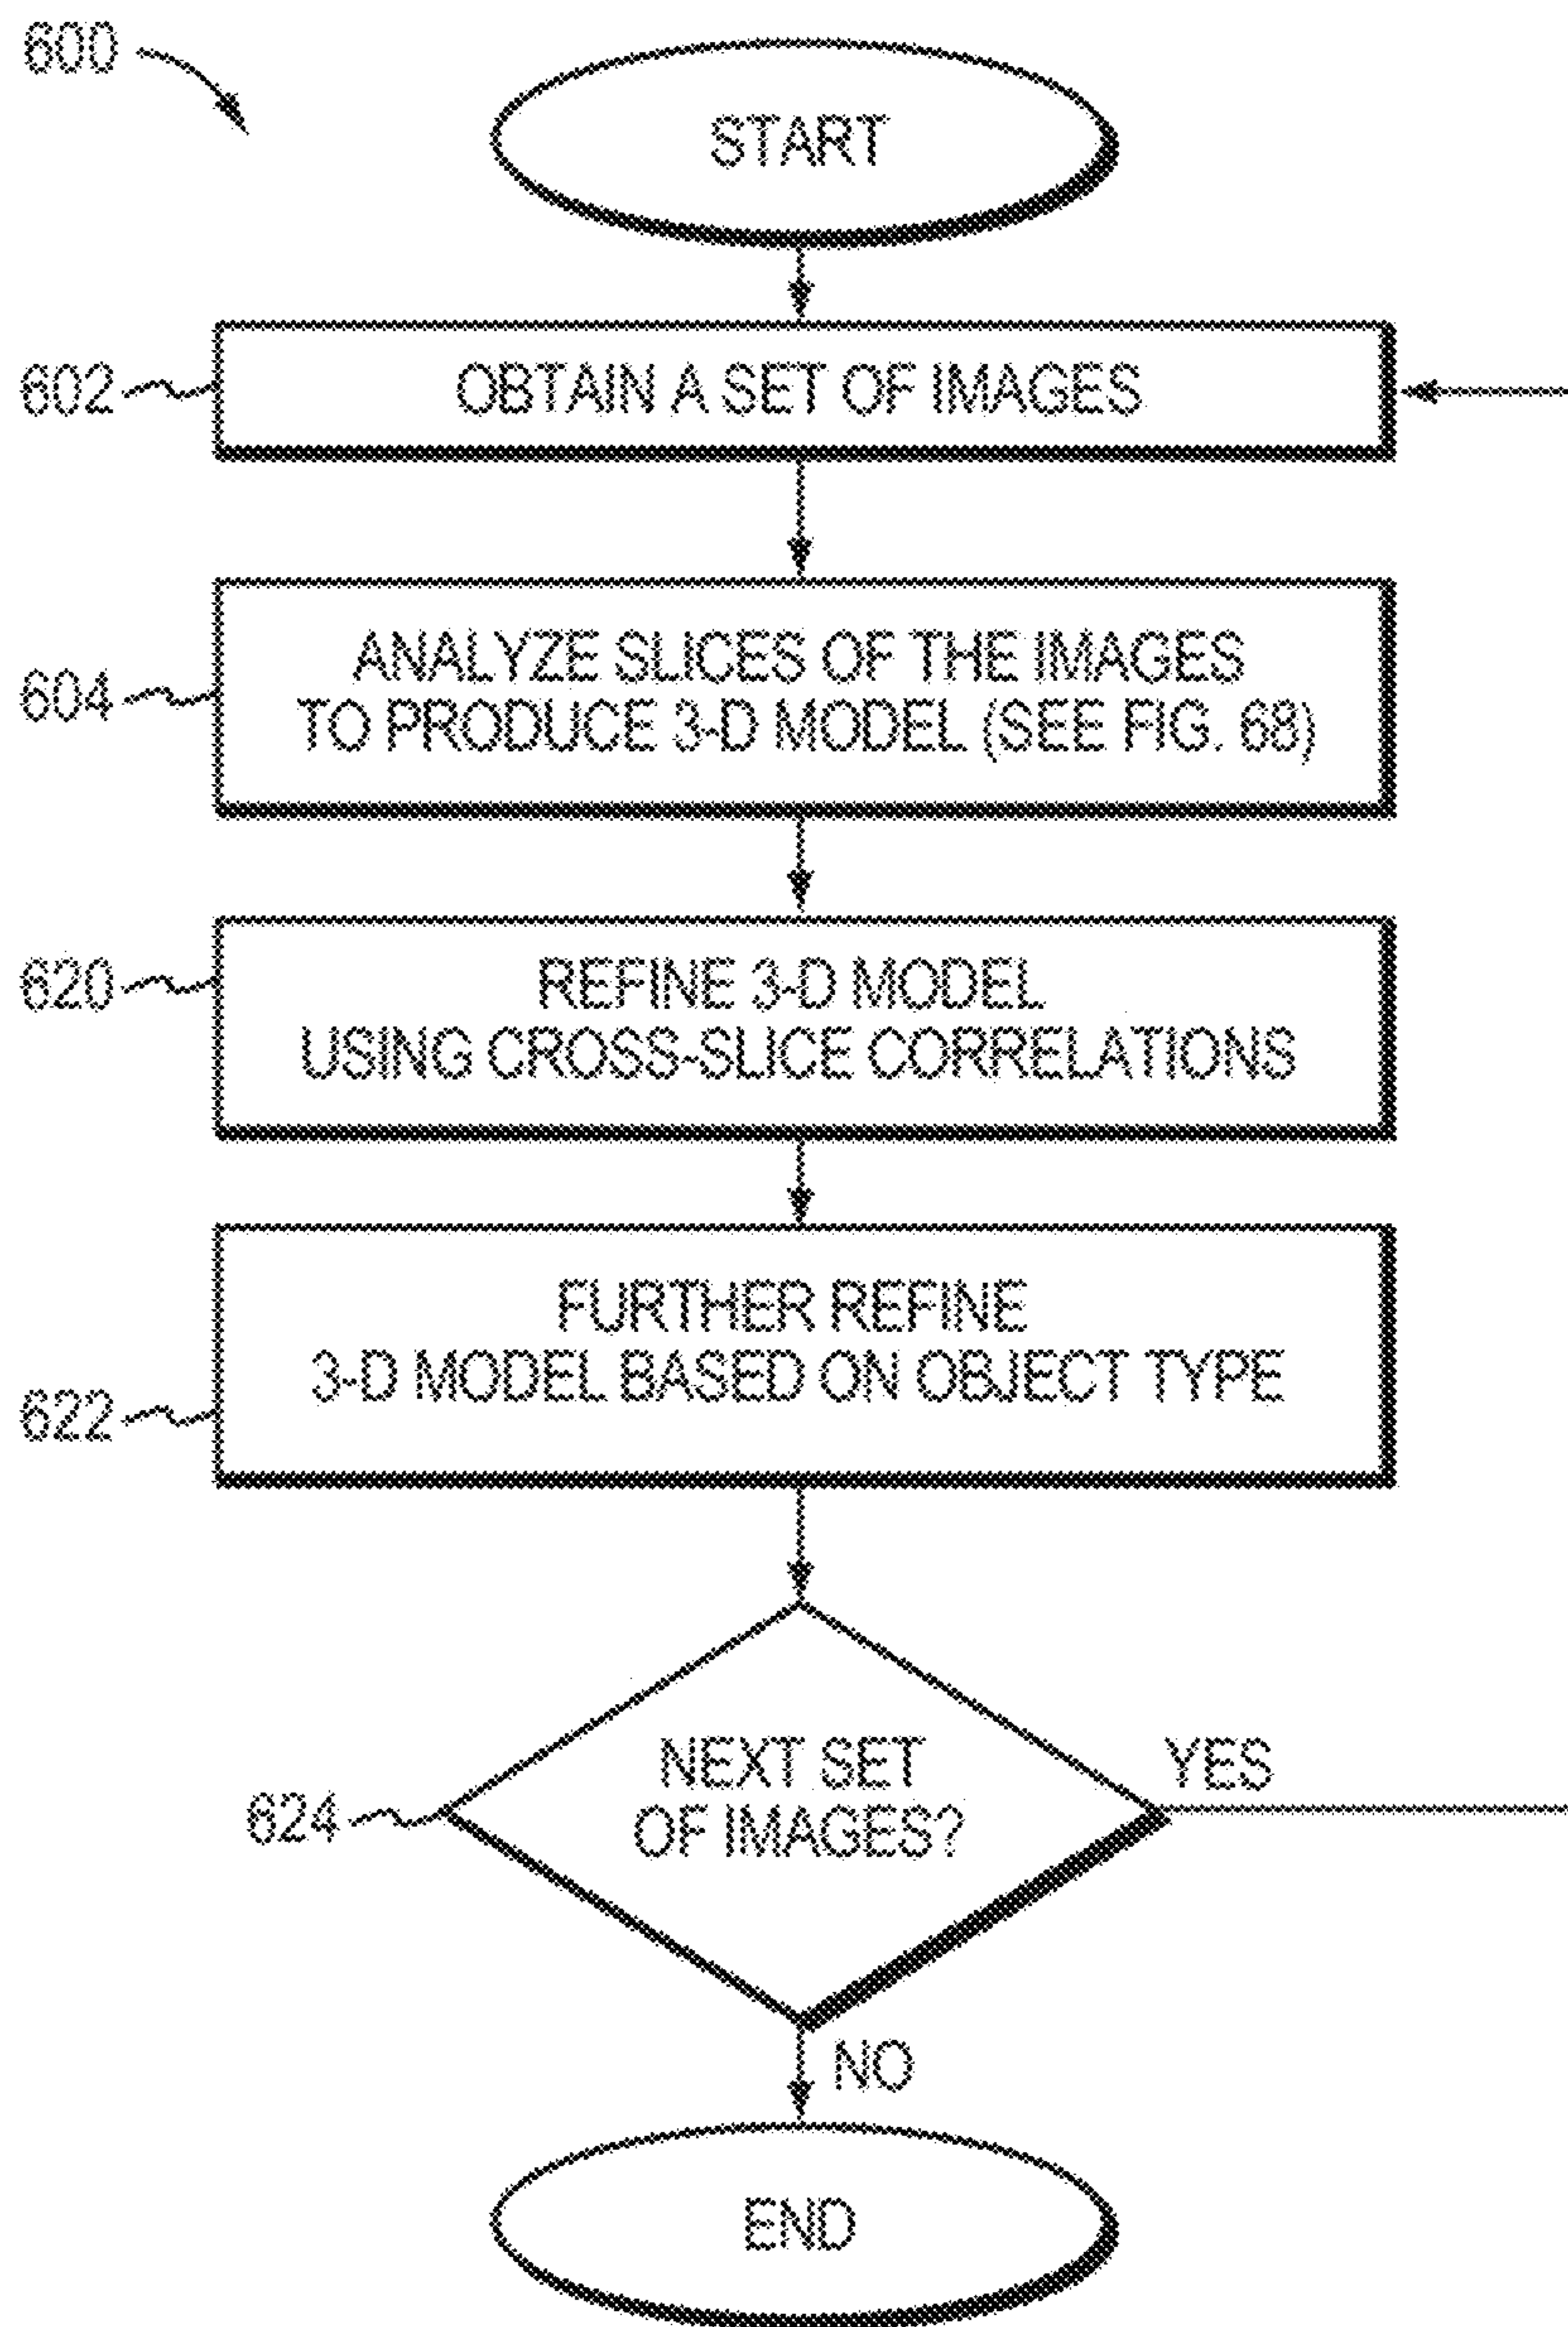 600
START
602
OBTAIN A SET OF IMAGES
604
ANALYZE SLICES OF THE IMAGES
TO PRODUCE 3-D MODEL (SEE FIG. 6B)
620
REFINE 3-D MODEL
USING CROSS-SLICE CORRELATIONS
622
FURTHER REFINE
3-D MODEL BASED ON OBJECT TYPE
624
NEXT SET
OF IMAGES?
YES
NO
END